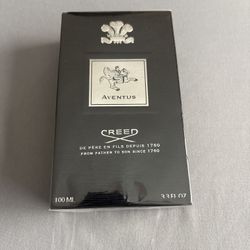 AVENTUS
CREED
DE PÈRE EN FILS DEPUIS 1760
FROM FATHER TO SON SINCE 1760
100 ML
3.3 FL OZ